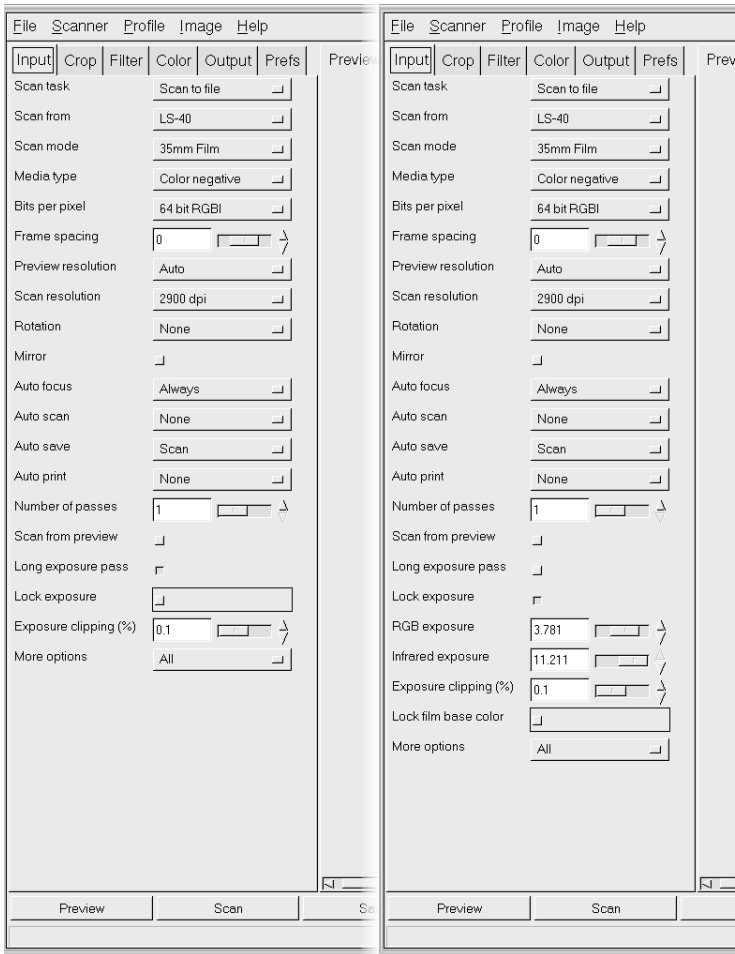 File Scanner Profile Image Help
Input Crop Filter Color Output Prefs Preview
Scan task Scan to file
Scan from LS-40
Scan mode 35mm Film
Media type Color negative
Bits per pixel 64 bit RGBI
Frame spacing 0
Preview resolution Auto
Scan resolution 2900 dpi
Rotation None
Mirror
Auto focus Always
Auto scan None
Auto save Scan
Auto print None
Number of passes 1
Scan from preview
Long exposure pass
Lock exposure
Exposure clipping (%) 0.1
More options All
Preview Scan Sa
File Scanner Profile Image Help
Input Crop Filter Color Output Prefs Prev
Scan task Scan to file
Scan from LS-40
Scan mode 35mm Film
Media type Color negative
Bits per pixel 64 bit RGBI
Frame spacing 0
Preview resolution Auto
Scan resolution 2900 dpi
Rotation None
Mirror
Auto focus Always
Auto scan None
Auto save Scan
Auto print None
Number of passes 1
Scan from preview
Long exposure pass
Lock exposure
RGB exposure 3.781
Infrared exposure 11.211
Exposure clipping (%) 0.1
Lock film base color
More options All
Preview Scan